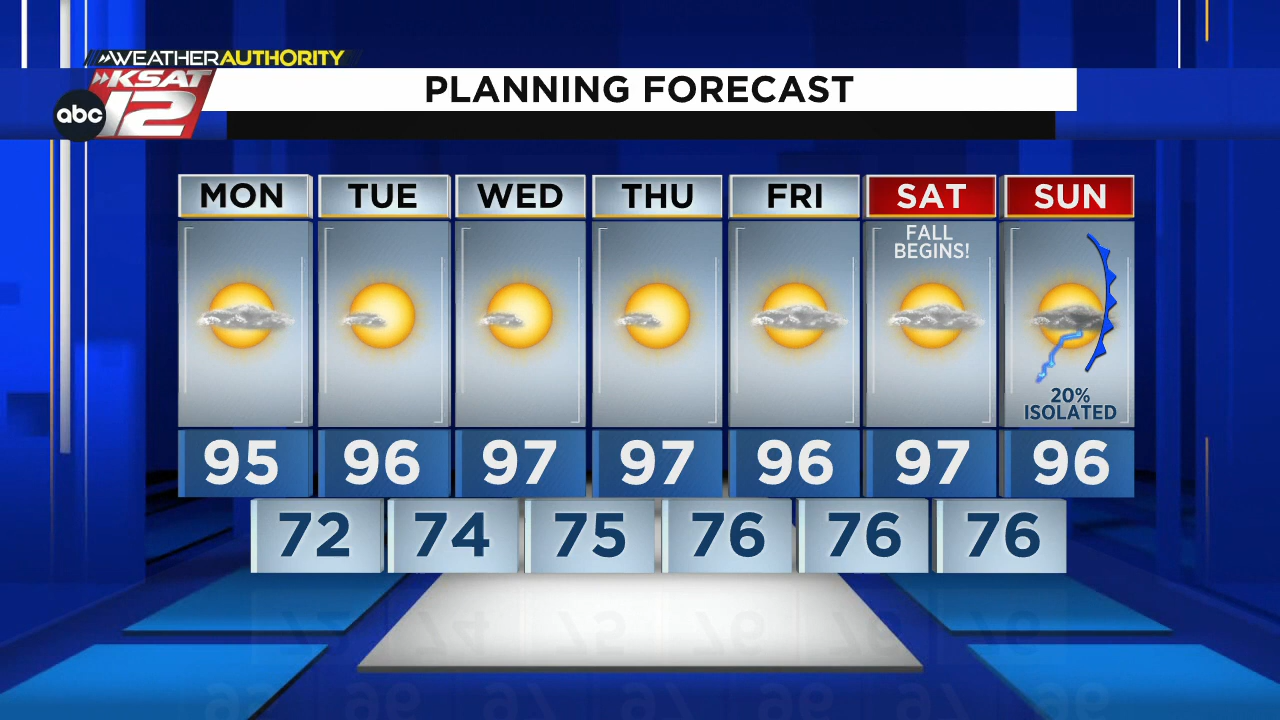 WEATHERAUTHORITY
KSAT
abc 12
PLANNING FORECAST
MON TUE WED THU FRI SAT SUN
FALL
BEGINS!
20%
ISOLATED
95 96 97 97 96 97 96
72 74 75 76 76 76